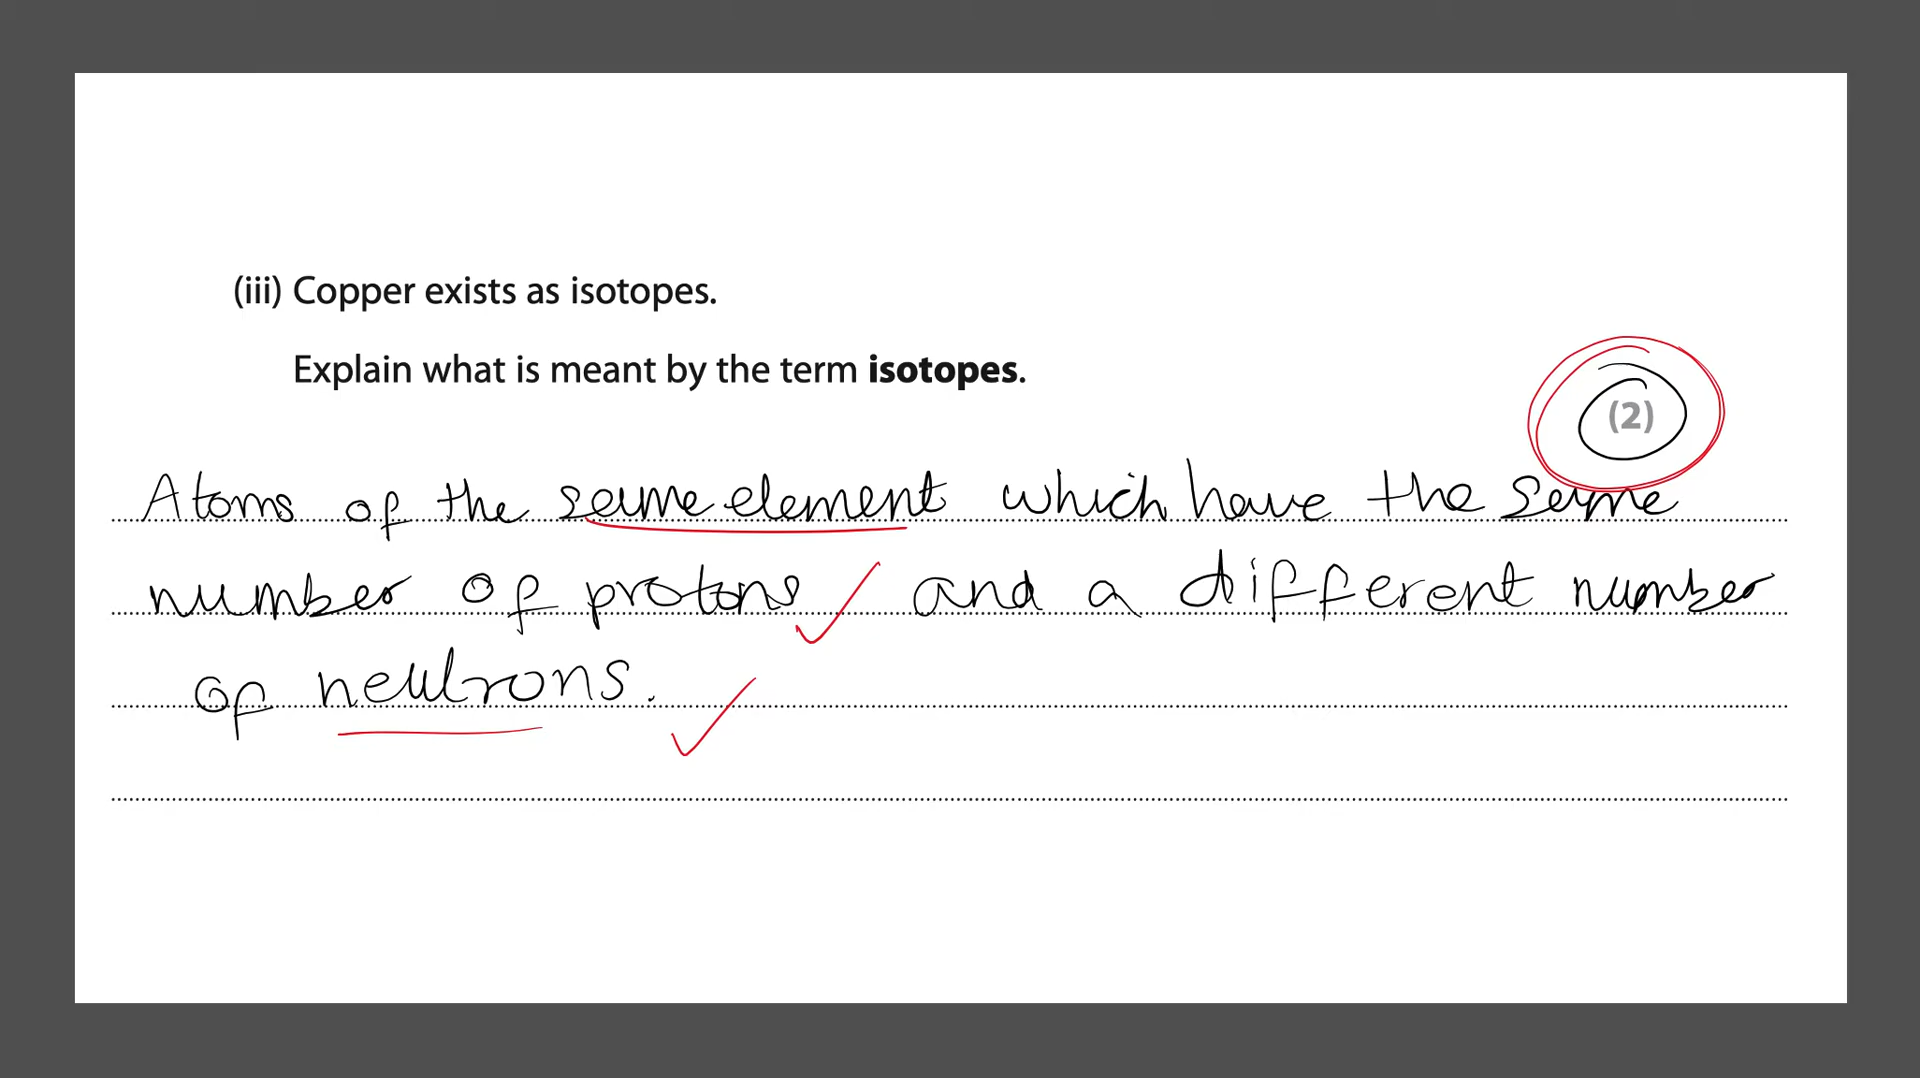 (iii) Copper exists as isotopes.
Explain what is meant by the term isotopes.
(2)
Atoms of the same element which have the same
number of protons and a different number
of neutrons.